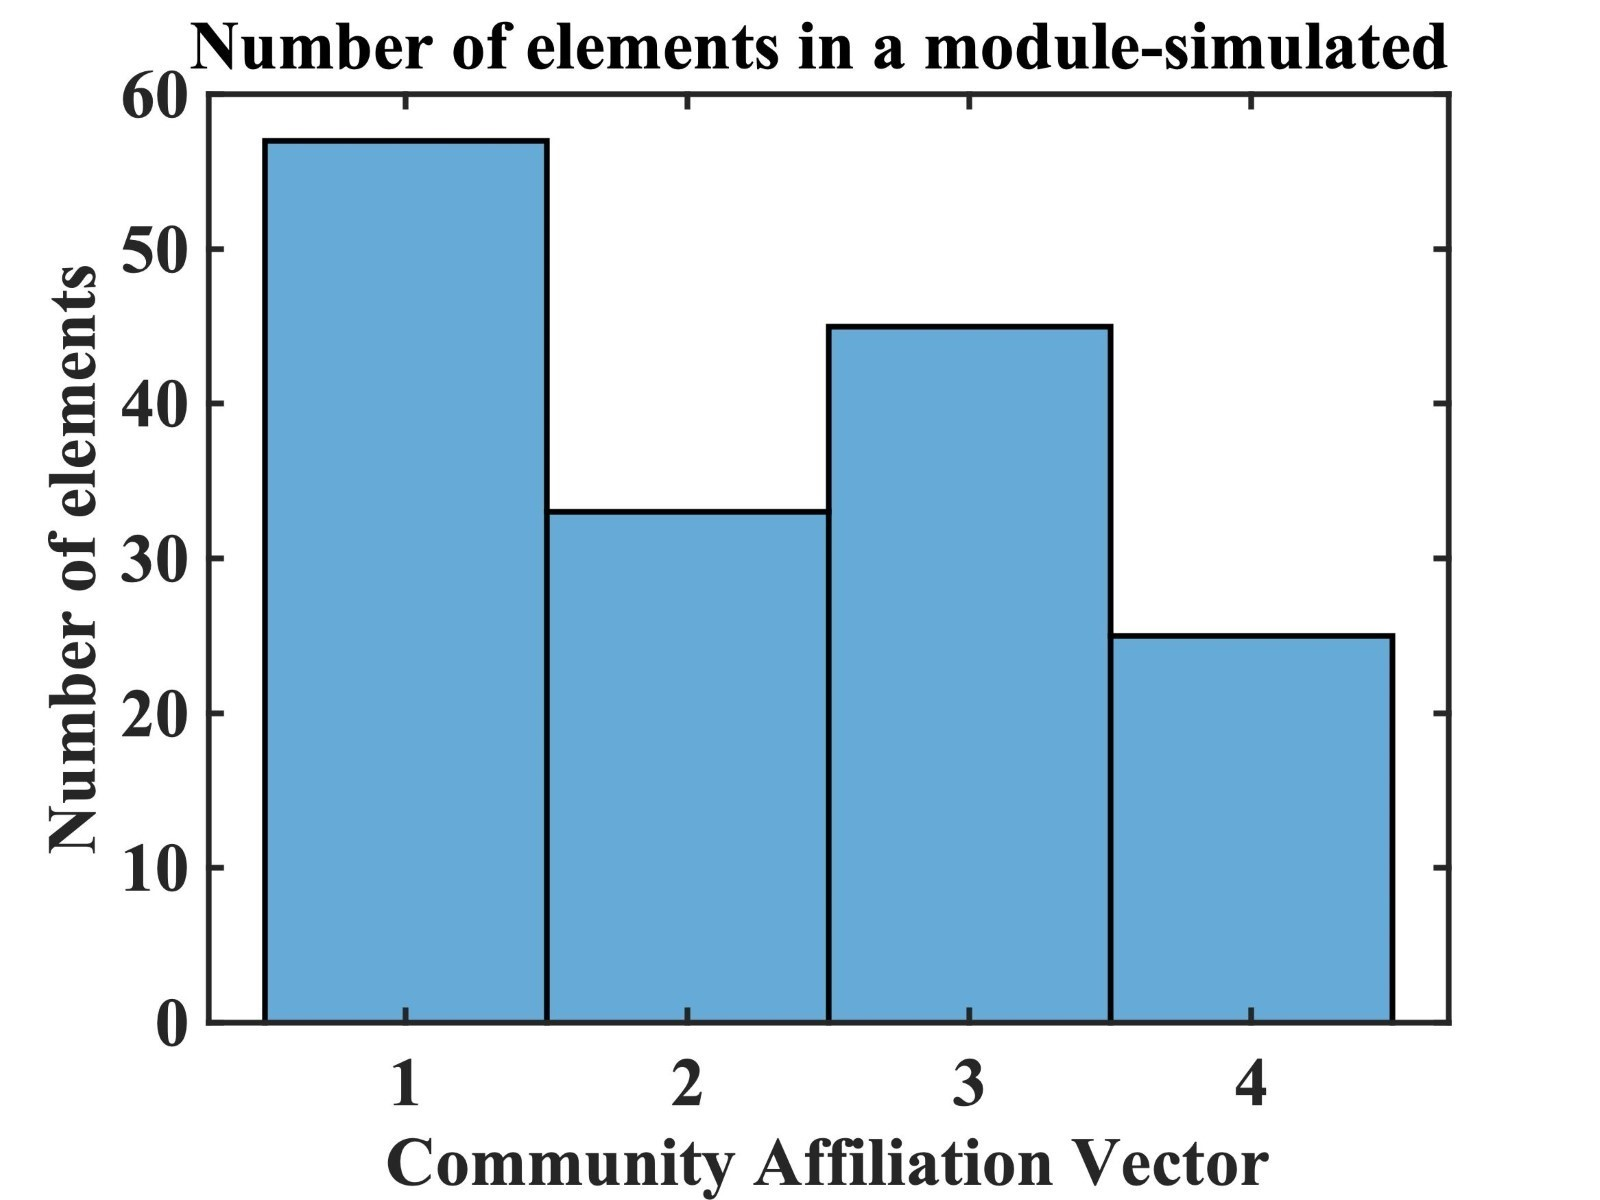 Number of elements in a module-simulated
60
50
40
30
20
10
0
Number of elements
1 2 3 4
Community Affiliation Vector